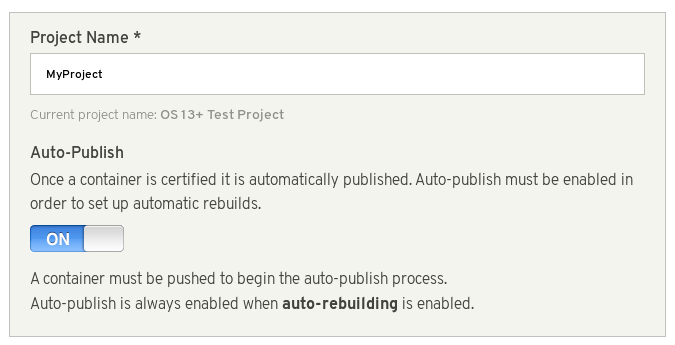 Project Name *
MyProject
Current project name: OS 13+ Test Project
Auto-Publish
Once a container is certified it is automatically published. Auto-publish must be enabled in
order to set up automatic rebuilds.
ON
A container must be pushed to begin the auto-publish process.
Auto-publish is always enabled when auto-rebuilding is enabled.